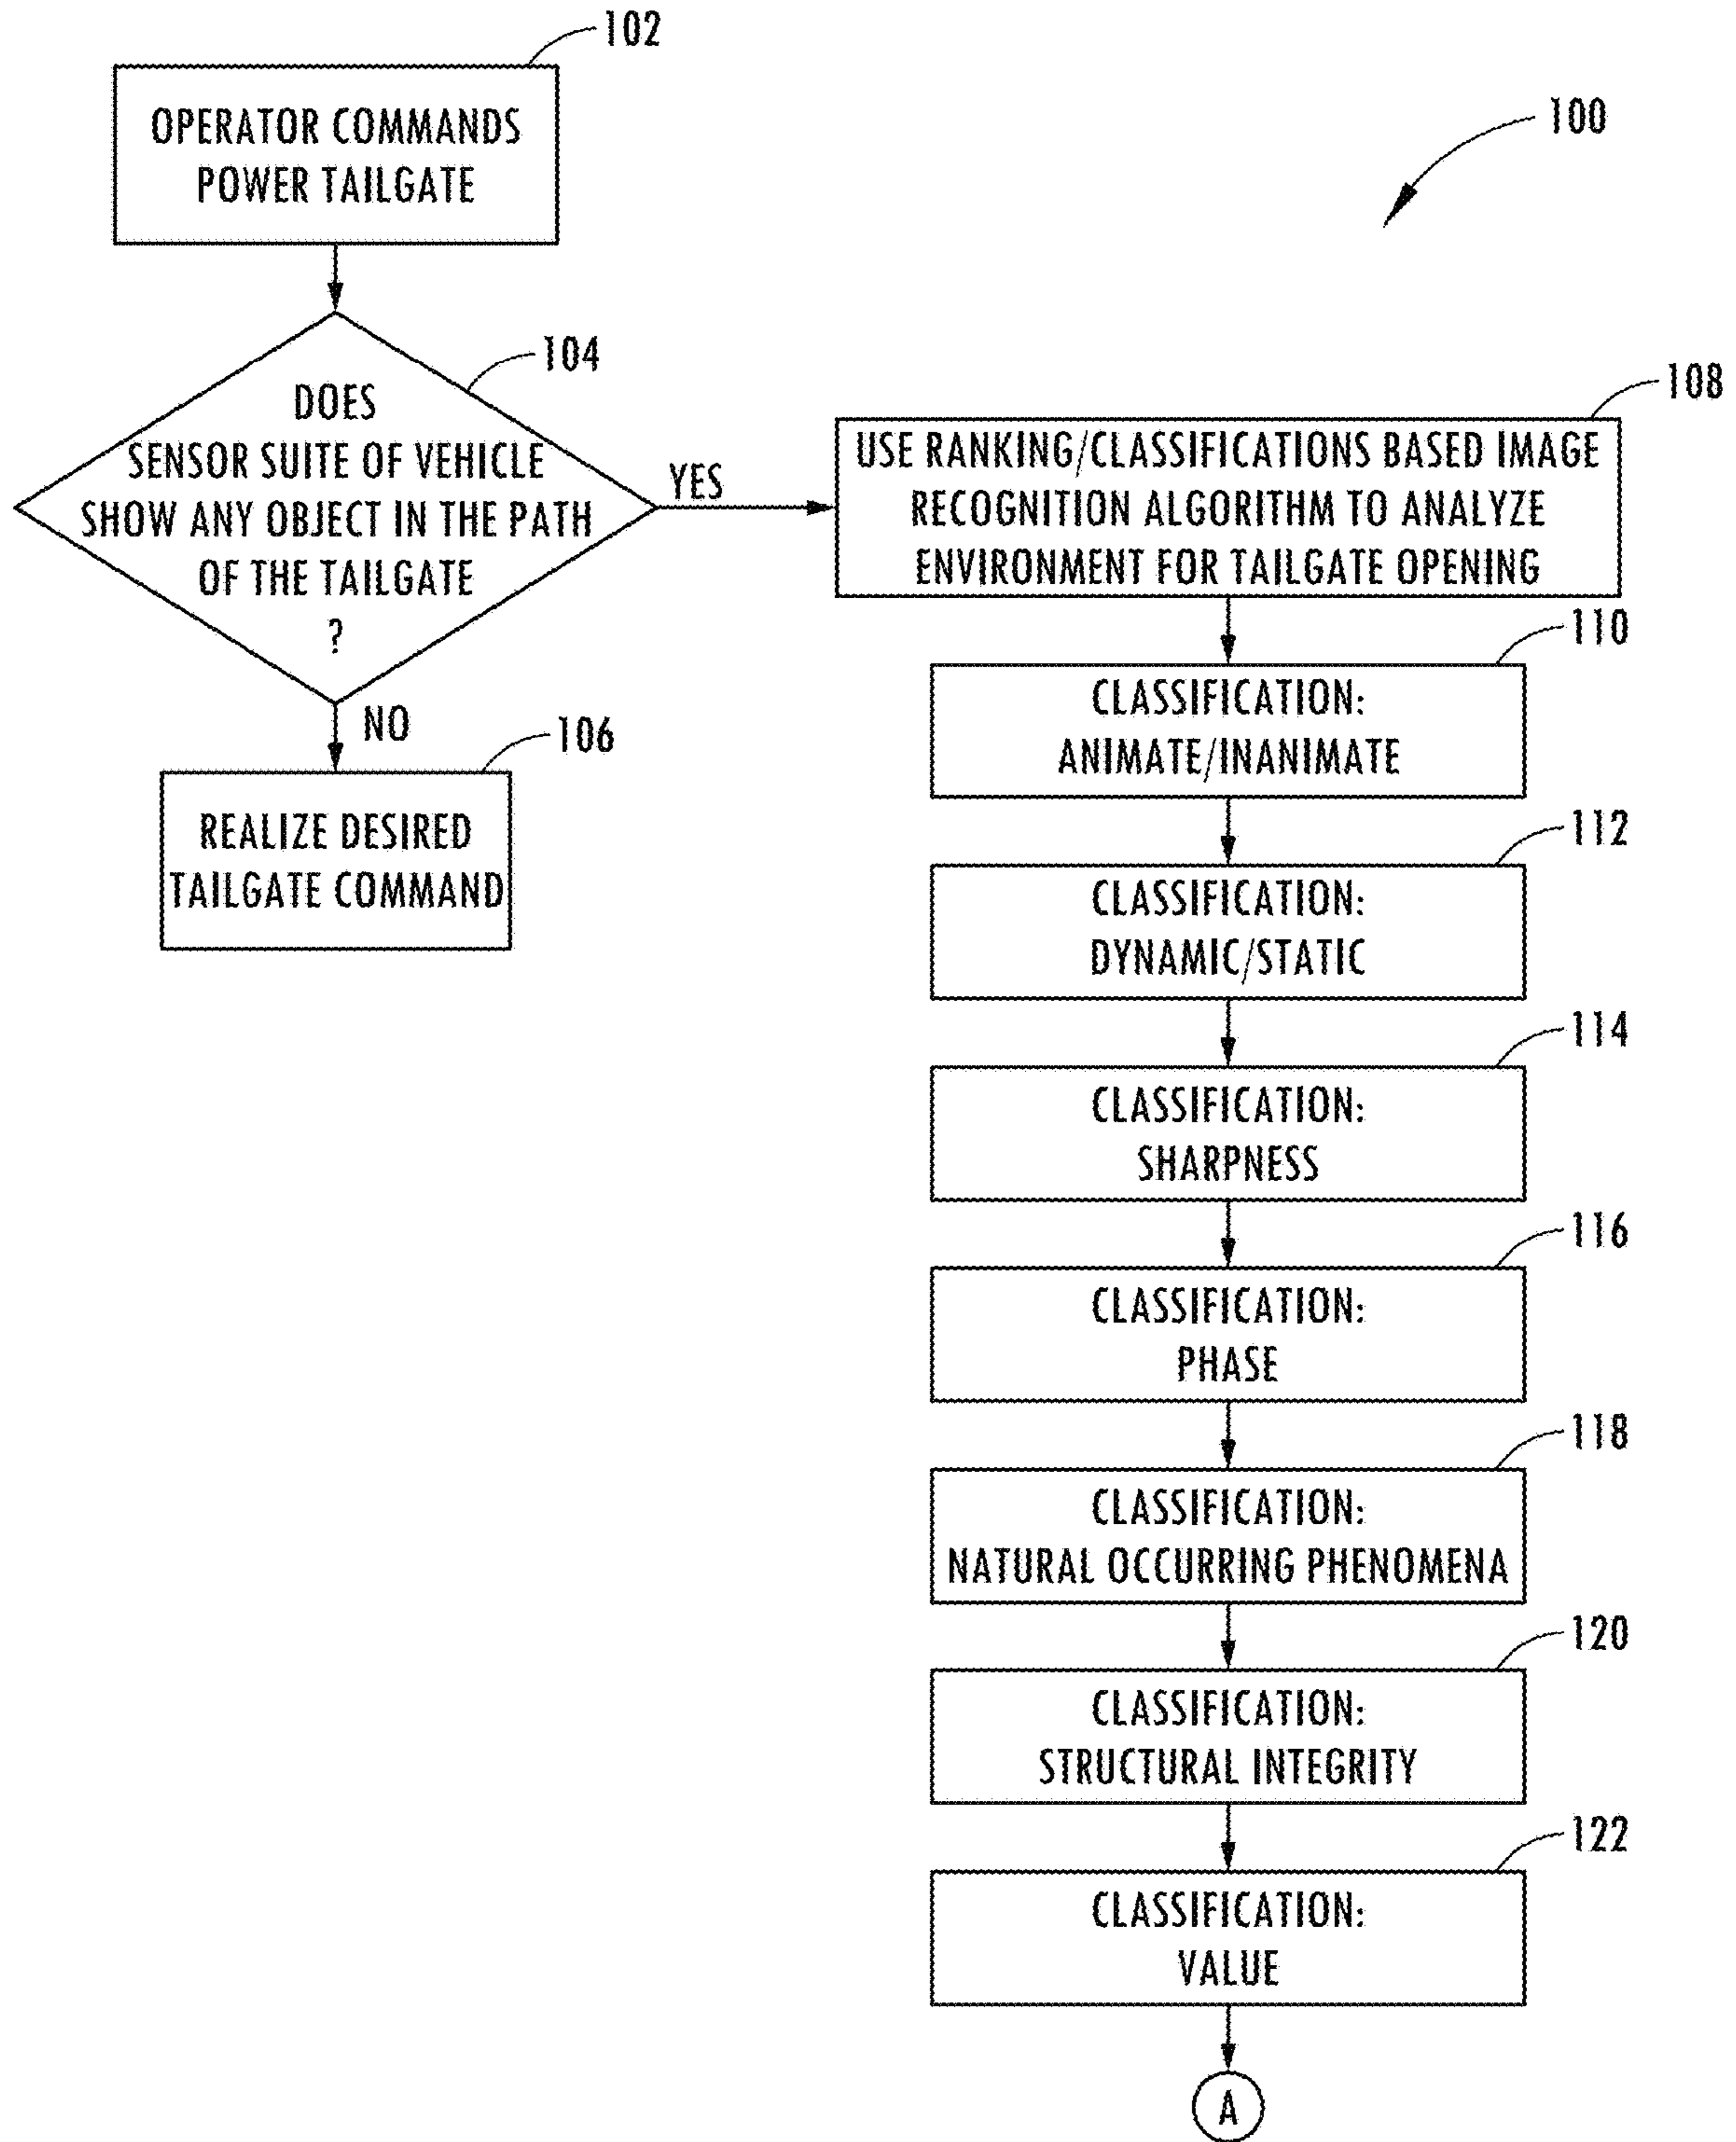 102
OPERATOR COMMANDS
POWER TAILGATE
100
104
DOES
SENSOR SUITE OF VEHICLE
SHOW ANY OBJECT IN THE PATH
OF THE TAILGATE
?
YES
NO
106
REALIZE DESIRED
TAILGATE COMMAND
108
USE RANKING/CLASSIFICATIONS BASED IMAGE
RECOGNITION ALGORITHM TO ANALYZE
ENVIRONMENT FOR TAILGATE OPENING
110
CLASSIFICATION:
ANIMATE/INANIMATE
112
CLASSIFICATION:
DYNAMIC/STATIC
114
CLASSIFICATION:
SHARPNESS
116
CLASSIFICATION:
PHASE
118
CLASSIFICATION:
NATURAL OCCURRING PHENOMENA
120
CLASSIFICATION:
STRUCTURAL INTEGRITY
122
CLASSIFICATION:
VALUE
A